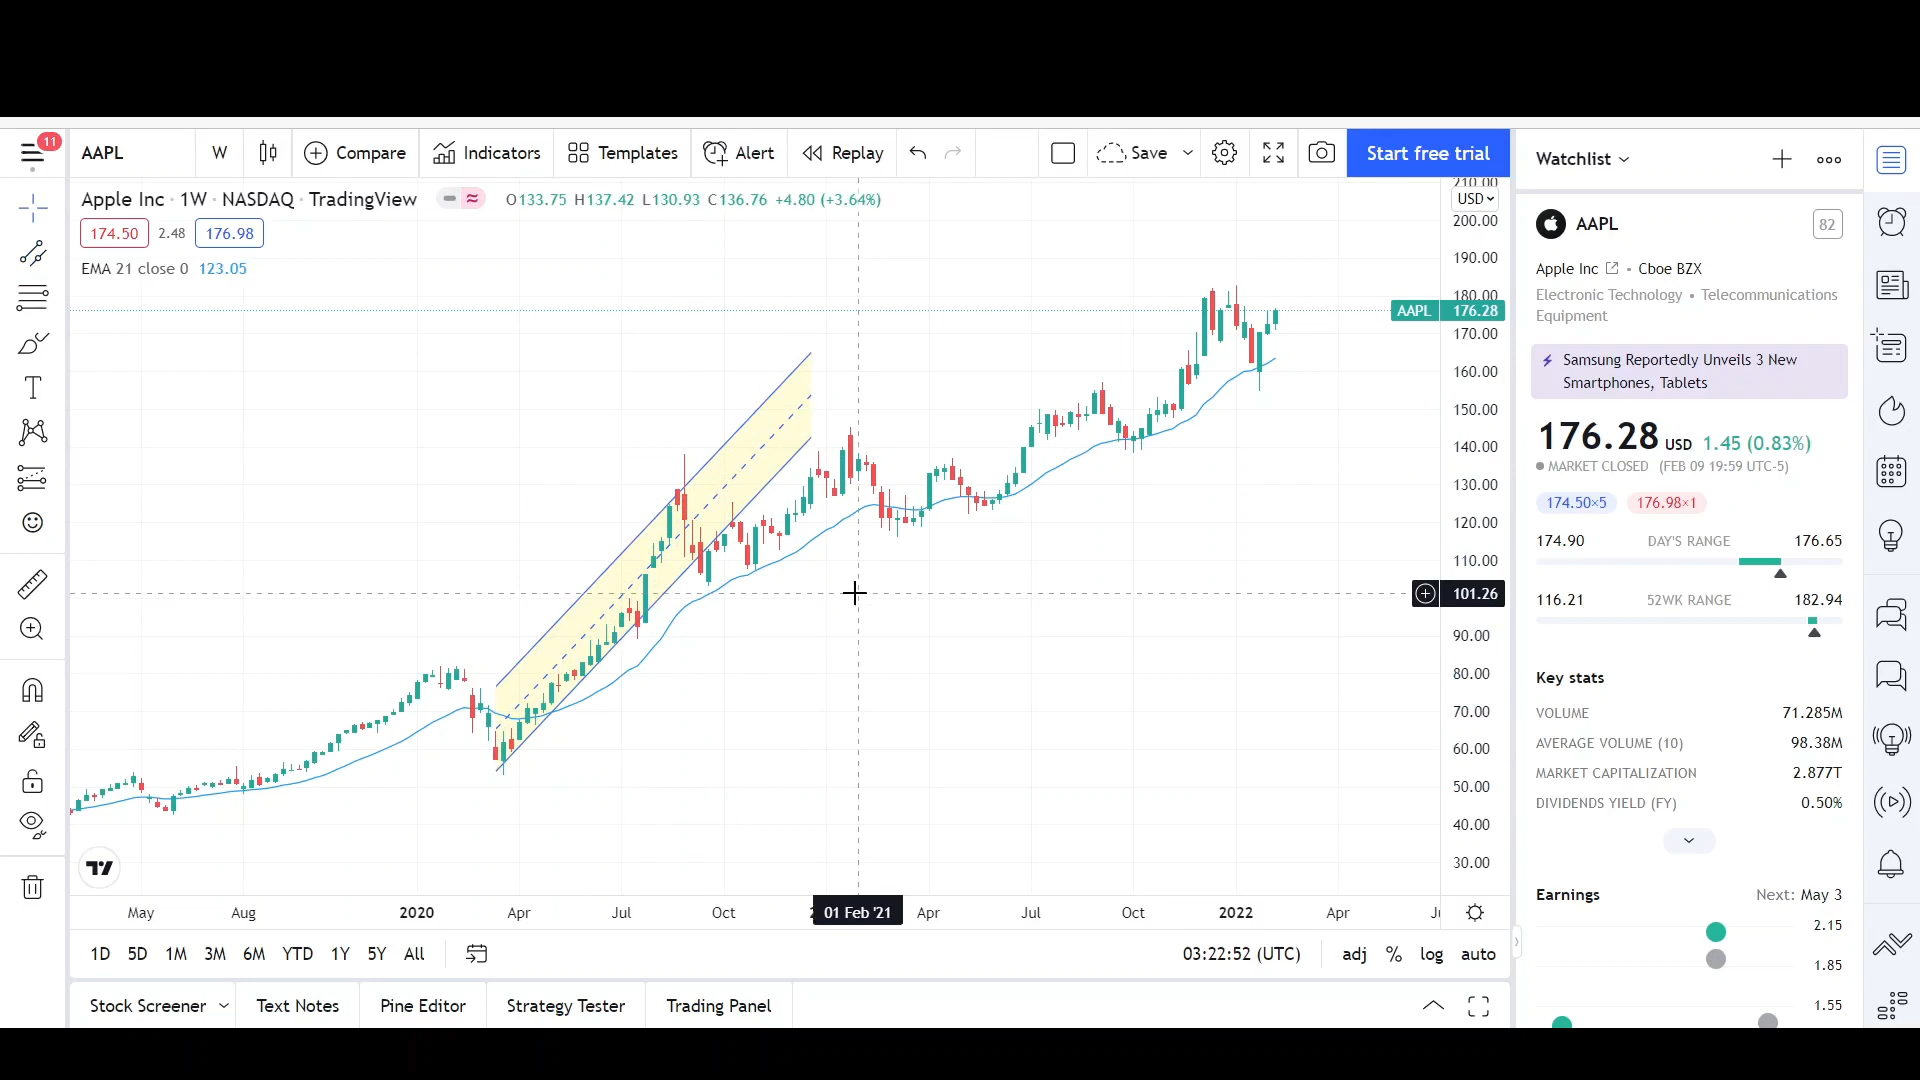 11
AAPL
W
Compare
Indicators
Templates
Alert
Replay
Save
Start free trial
Apple Inc · 1W · NASDAQ · TradingView
O133.75 H137.42 L130.93 C136.76 +4.80 (+3.64%)
174.50 2.48 176.98
EMA 21 close 0 123.05
210.00
USD
200.00
190.00
180.00
AAPL 176.28
170.00
160.00
150.00
140.00
130.00
120.00
110.00
101.26
90.00
80.00
70.00
60.00
50.00
40.00
30.00
May Aug 2020 Apr Jul Oct 01 Feb '21 Apr Jul Oct 2022 Apr
1D 5D 1M 3M 6M YTD 1Y 5Y All
03:22:52 (UTC) adj % log auto
Stock Screener Text Notes Pine Editor Strategy Tester Trading Panel
Watchlist
AAPL 82
Apple Inc • Cboe BZX
Electronic Technology • Telecommunications
Equipment
Samsung Reportedly Unveils 3 New
Smartphones, Tablets
176.28 USD 1.45 (0.83%)
MARKET CLOSED (FEB 09 19:59 UTC-5)
174.50×5 176.98×1
174.90 DAY'S RANGE 176.65
116.21 52WK RANGE 182.94
Key stats
VOLUME 71.285M
AVERAGE VOLUME (10) 98.38M
MARKET CAPITALIZATION 2.877T
DIVIDENDS YIELD (FY) 0.50%
Earnings Next: May 3
2.15
1.85
1.55